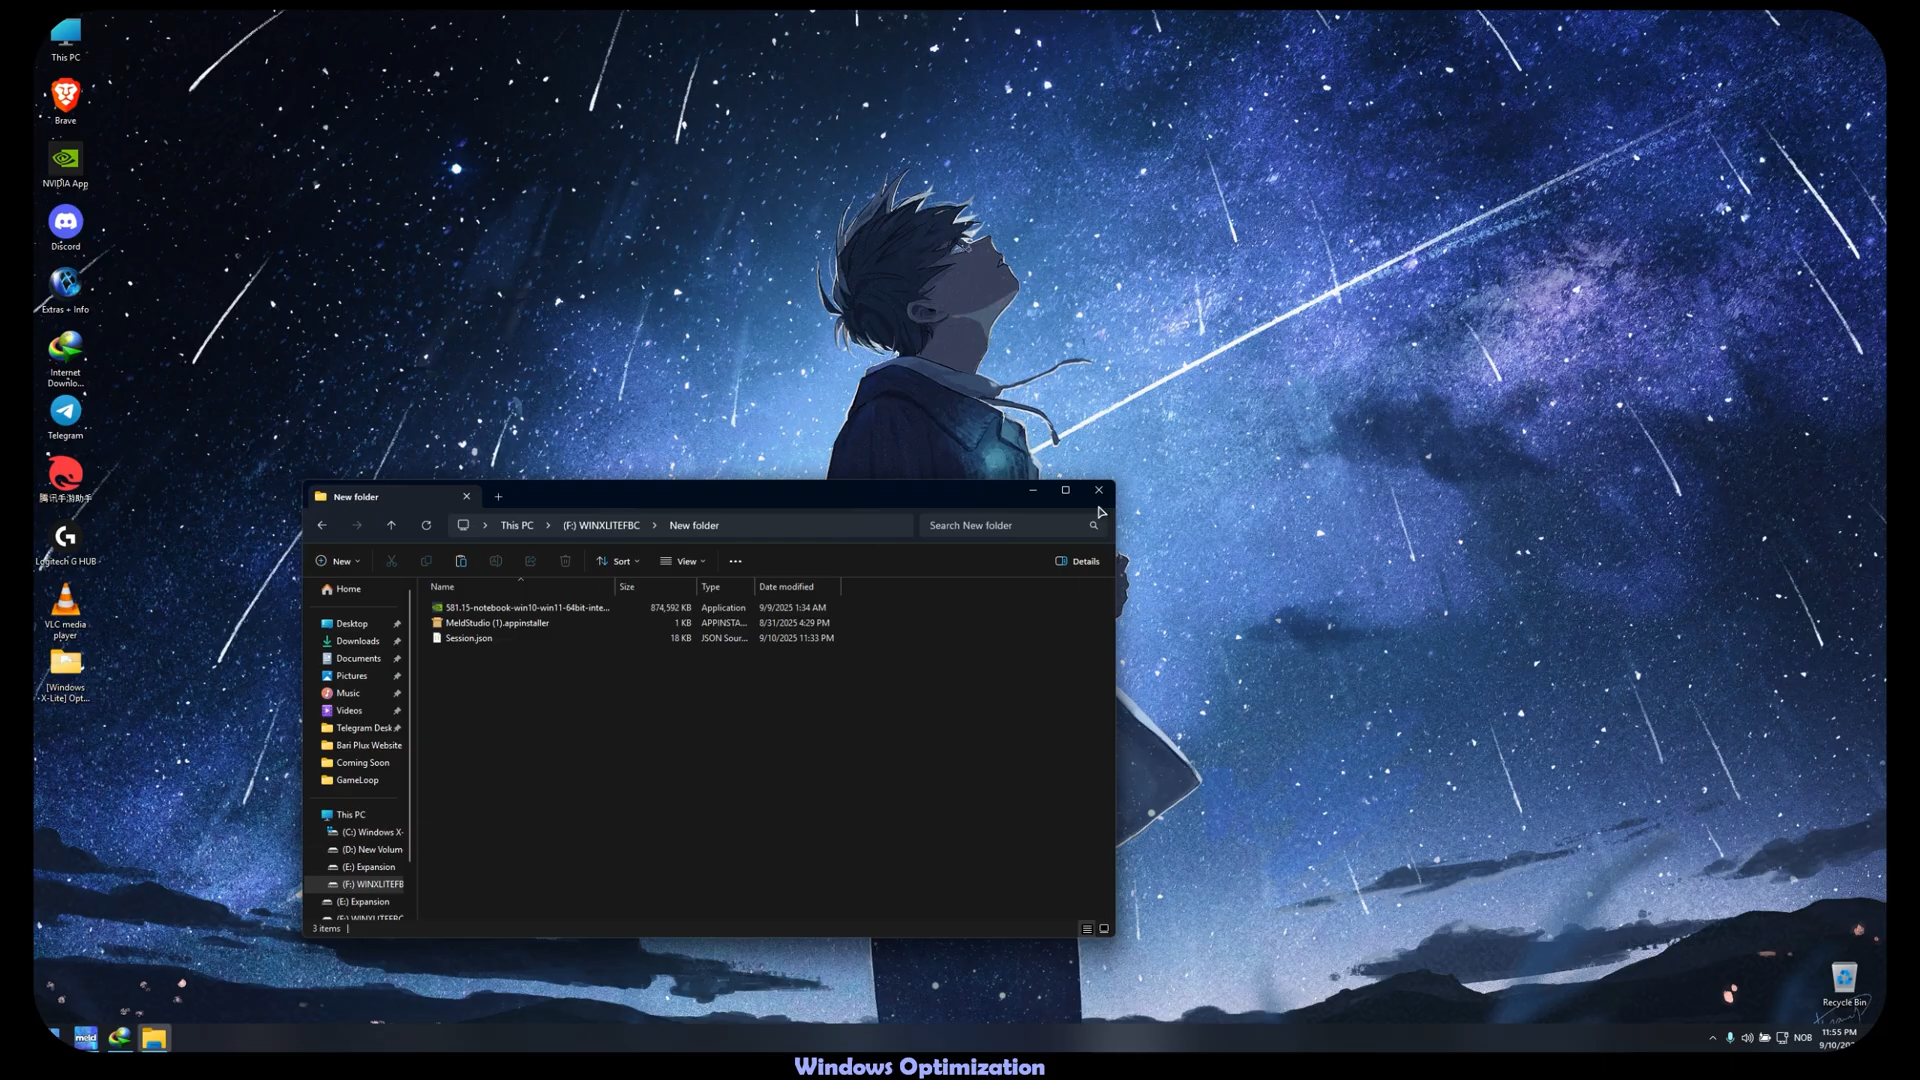 This PC
Brave
NVIDIA App
Discord
Extras + Info
Internet
Downlo...
Telegram
腾讯手游助手
Logitech G HUB
VLC media
player
[Windows
X-Lite] Opt...
New folder
This PC
(F:) WINXLITEFBC
New folder
Search New folder
New
Sort
View
Details
Name
Size
Type
Date modified
581.15-notebook-win10-win11-64bit-inte...
874,592 KB
Application
9/9/2025 1:34 AM
MeldStudio (1).appinstaller
1 KB
APPINSTA...
8/31/2025 4:29 PM
Session.json
18 KB
JSON Sour...
9/10/2025 11:33 PM
Home
Desktop
Downloads
Documents
Pictures
Music
Videos
Telegram Desk
Bari Plux Website
Coming Soon
GameLoop
This PC
(C:) Windows X-
(D:) New Volum
(E:) Expansion
(F:) WINXLITEFB
(E:) Expansion
3 items
Recycle Bin
meld
NOB
11:55 PM
Windows Optimization